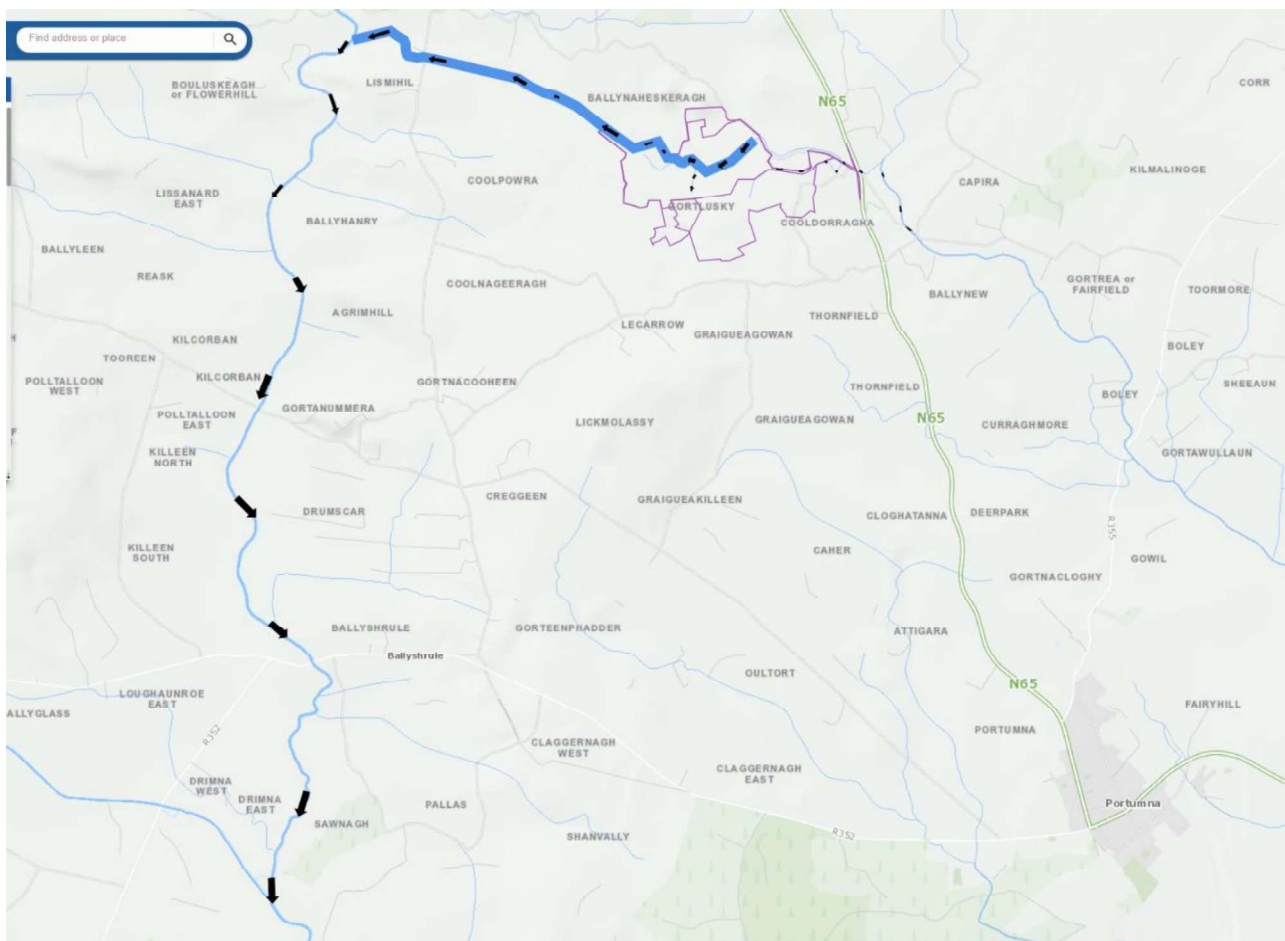 Find address or place
BOULUSKEAGH
or FLOWERHILL
LISMIHIL
BALLYNAHESKERAGH
N65
CORR
KILMALINOGE
LISSANARD
EAST
COOLPOWRA
CAPIRA
GORTLUSKY
BALLYHANRY
COOLDORRAGHA
BALLYLEEN
REASK
COOLNAGEERAGH
BALLYNEW
GORTREA or
FAIRFIELD
TOORMORE
AGRIMHILL
THORNFIELD
LECARROW
GRAIGUEAGOWAN
KILCORBAN
BOLEY
TOOREEN
POLLTALLOON
WEST
KILCORBAN
GORTNACOOHEEN
THORNFIELD
SHEEAUN
BOLEY
GORTANUMMERA
POLLTALLOON
EAST
LICKMOLASSY
GRAIGUEAGOWAN
N65
CURRAGHMORE
KILLEEN
NORTH
GORTAWULLAUN
CREGGEEN
GRAIGUEAKILLEEN
DRUMSCAR
CLOGHATANNA
DEERPARK
R355
KILLEEN
SOUTH
CAHER
GOWIL
GORTNACLOGHY
BALLYSHRULE
GORTEENPHADDER
ATTIGARA
Ballyshrule
OULTORT
N65
LOUGHAUNROE
EAST
FAIRYHILL
ALLYGLASS
R352
PORTUMNA
CLAGGERNAGH
WEST
CLAGGERNAGH
EAST
DRIMNA
WEST
DRIMNA
EAST
PALLAS
Portumna
SAWNAGH
SHANVALLY
R352